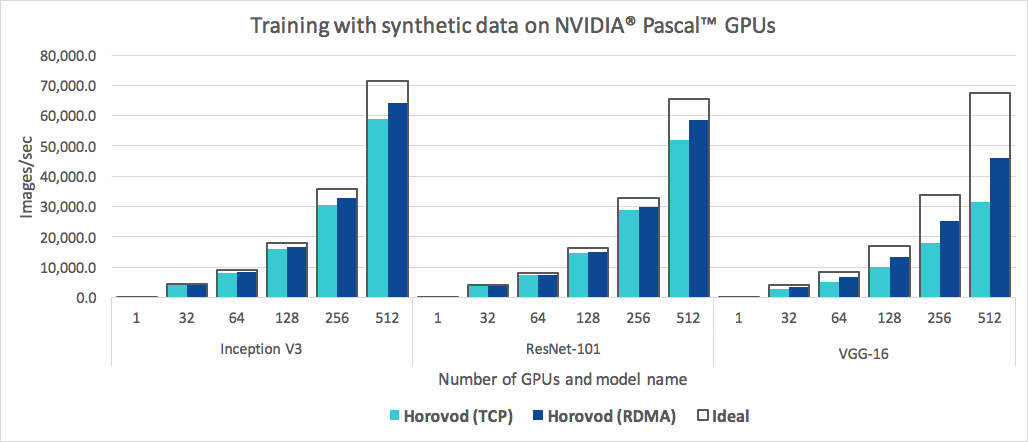 Training with synthetic data on NVIDIA® Pascal™ GPUs
80,000.0
70,000.0
60,000.0
50,000.0
40,000.0
30,000.0
20,000.0
10,000.0
0.0
Images/sec
1 32 64 128 256 512 1 32 64 128 256 512 1 32 64 128 256 512
Inception V3 ResNet-101 VGG-16
Number of GPUs and model name
Horovod (TCP) Horovod (RDMA) Ideal